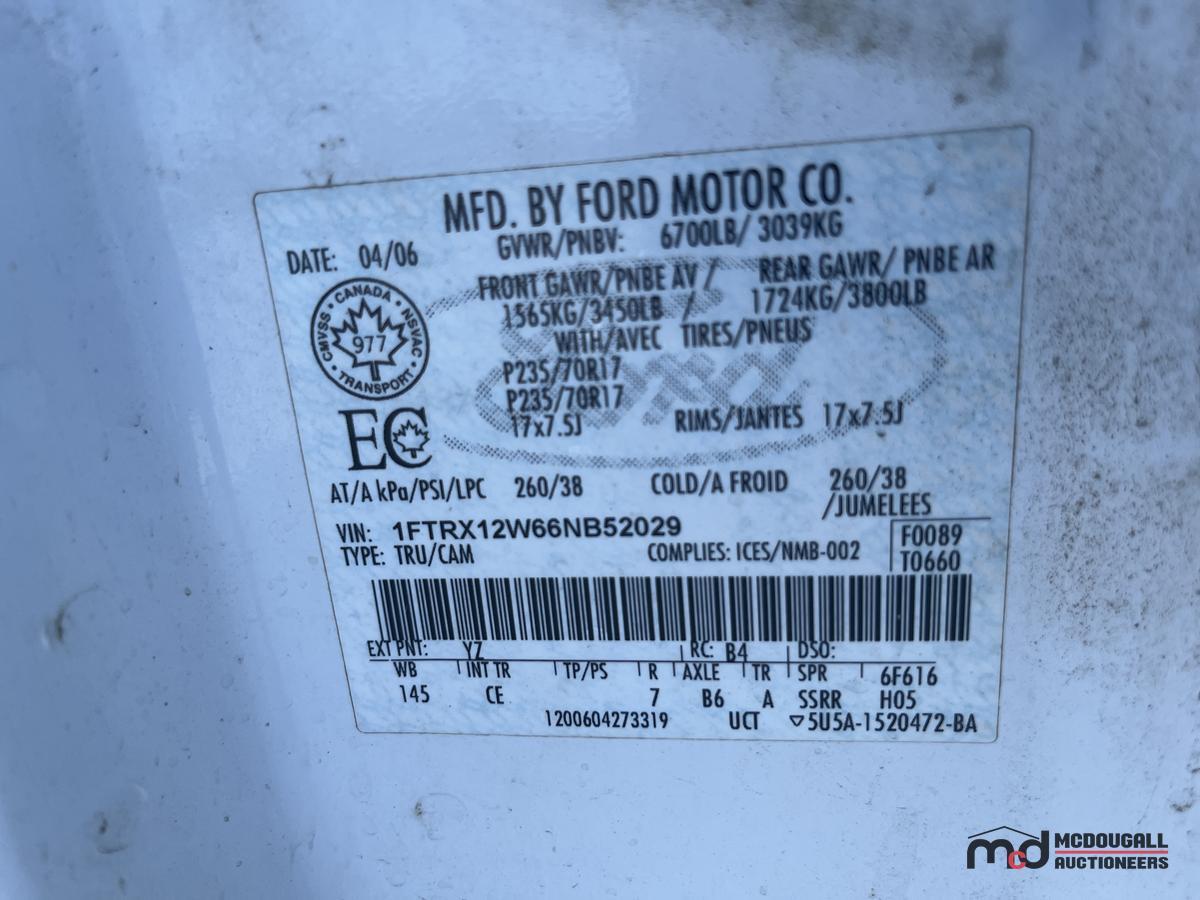 MFD. BY FORD MOTOR CO.
DATE: 04/06 GVWR/PNBV: 6700LB/ 3039KG
FRONT GAWR/PNBE AV / REAR GAWR/ PNBE AR
1565KG/3450LB / 1724KG/3800LB
WITH/AVEC TIRES/PNEUS
P235/70R17
P235/70R17
17x7.5J RIMS/JANTES 17x7.5J
CANADA
CMVSS NSVAC
977
TRANSPORT
EC
AT/A kPa/PSI/LPC 260/38 COLD/A FROID 260/38
/JUMELEES
VIN: 1FTRX12W66NB52029 F0089
TYPE: TRU/CAM COMPLIES: ICES/NMB-002 T0660
EXT PNT: YZ RC: B4 DSO:
WB INT TR TP/PS R AXLE TR SPR 6F616
145 CE 7 B6 A SSRR H05
1200604273319 UCT ▽5U5A-1520472-BA
mcd MCDOUGALL
AUCTIONEERS